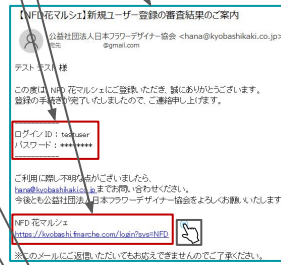 【NFD花マルシェ】新規ユーザー登録の審査結果のご案内
公益社団法人日本フラワーデザイナー協会 <hana@kyobashikaki.co.jp>
宛先 @gmail.com
テスト テスト 様
この度は、NFD 花マルシェにご登録いただき、誠にありがとうございます。
登録の手続きが完了いたしましたので、ご連絡申し上げます。
ログイン ID : testuser
パスワード : ********
ご利用に際し不明な点がございましたら、
hana@kyobashikaki.co.jp までお問い合わせください。
今後とも公益社団法人日本フラワーデザイナー協会をよろしくお願いいたします
NFD 花マルシェ
https://kyobashi.fmarche.com/login?sys=NFD
※このメールにご返信いただいてもお応えできませんのでご了承ください。